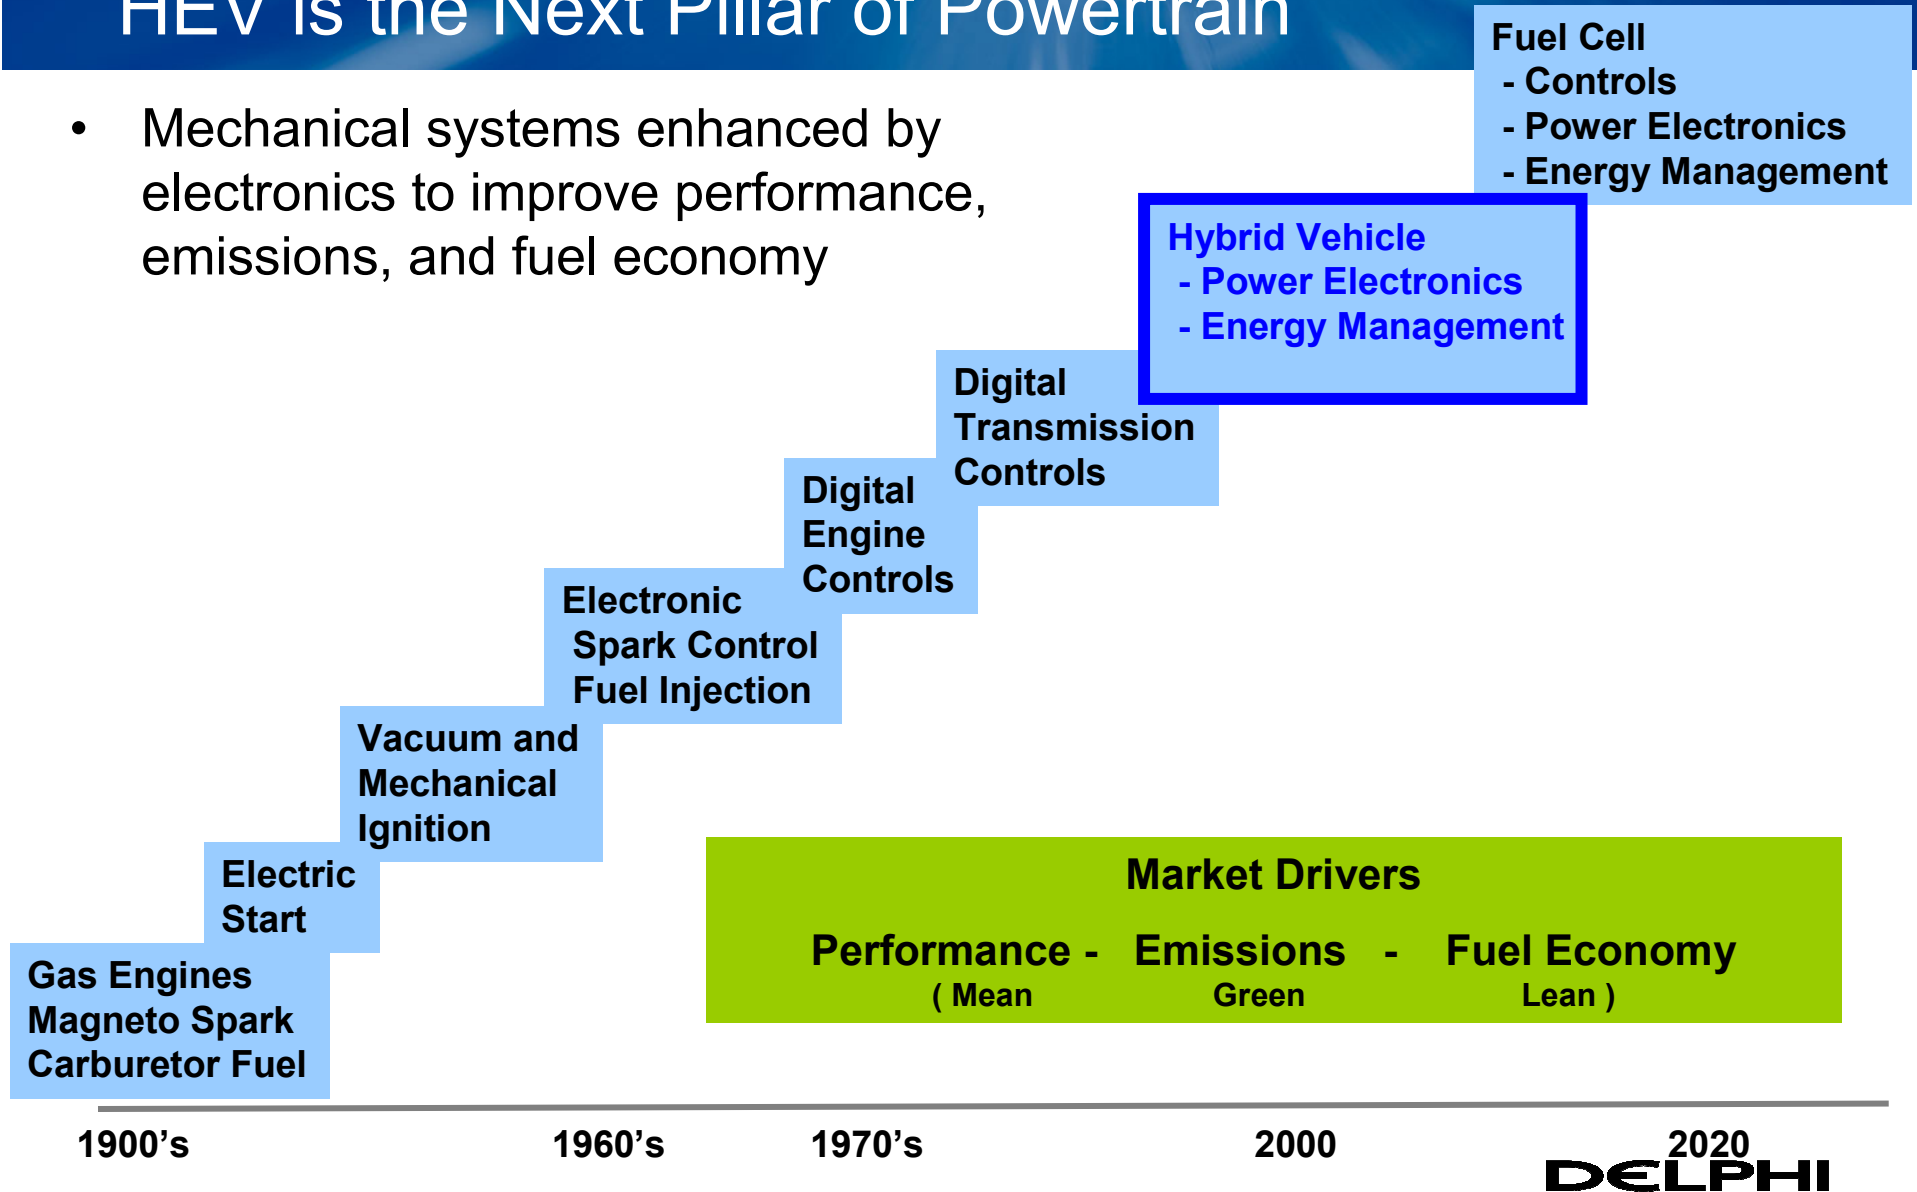 HEV is the Next Pillar of Powertrain
• Mechanical systems enhanced by
electronics to improve performance,
emissions, and fuel economy
Fuel Cell
- Controls
- Power Electronics
- Energy Management
Hybrid Vehicle
- Power Electronics
- Energy Management
Digital
Transmission
Controls
Digital
Engine
Controls
Electronic
Spark Control
Fuel Injection
Vacuum and
Mechanical
Ignition
Electric
Start
Gas Engines
Magneto Spark
Carburetor Fuel
Market Drivers
Performance - Emissions - Fuel Economy
( Mean Green Lean )
1900’s 1960’s 1970’s 2000 2020
DELPHI